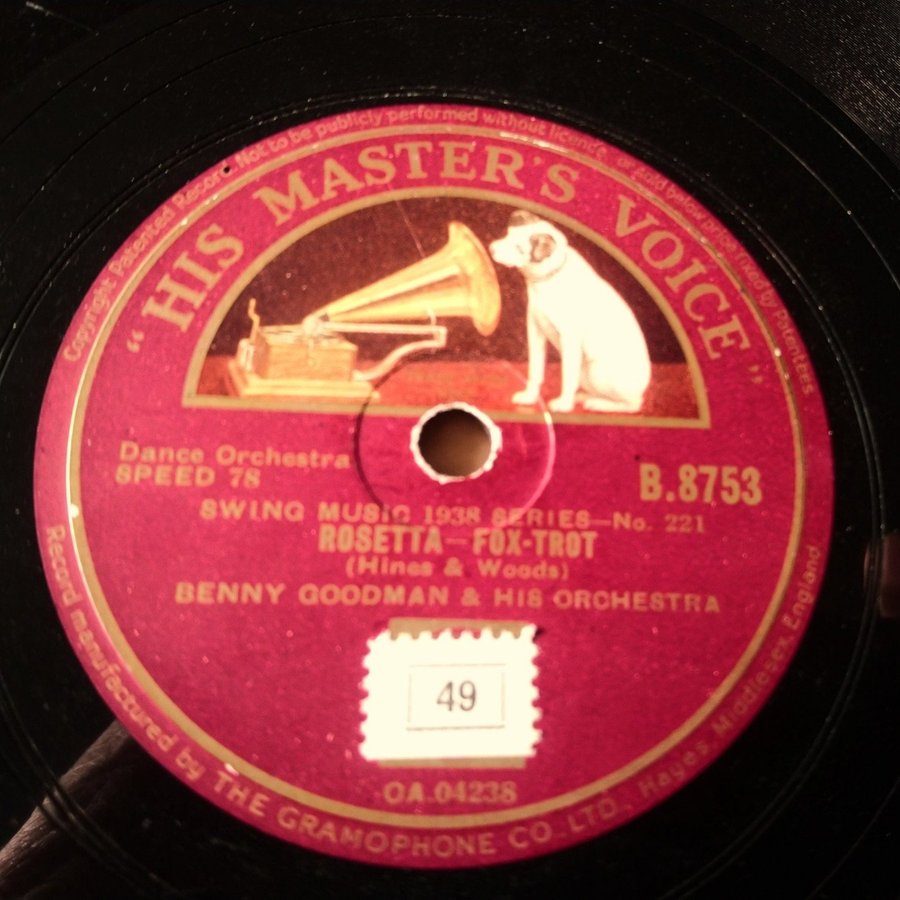 Copyright Patented Record. Not to be publicly performed without licence, or sold below price fixed by Patentees
"HIS MASTER'S VOICE"
Dance Orchestra
SPEED 78
B.8753
SWING MUSIC 1938 SERIES—No. 221
ROSETTA—FOX-TROT
(Hines & Woods)
BENNY GOODMAN & HIS ORCHESTRA
49
OA.04238
Record manufactured by THE GRAMOPHONE CO. LTD. Hayes, Middlesex, England.